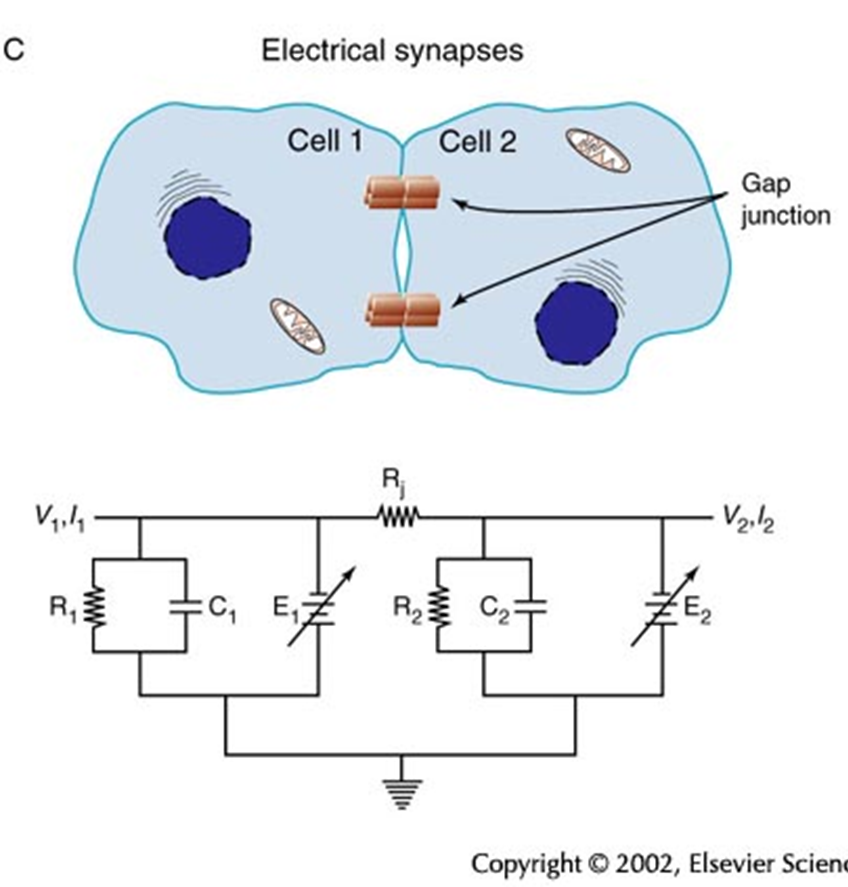 C
Electrical synapses
Cell 1
Cell 2
Gap
junction
Rj
V1,I1
V2,I2
R1
C1
E1
R2
C2
E2
Copyright © 2002, Elsevier Scienc